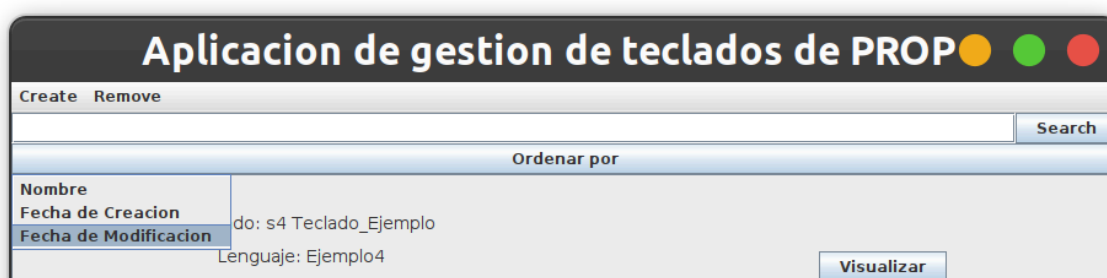 Aplicacion de gestion de teclados de PROP
Create Remove
Search
Ordenar por
Nombre
Fecha de Creacion
Fecha de Modificacion
do: s4 Teclado_Ejemplo
Lenguaje: Ejemplo4
Visualizar